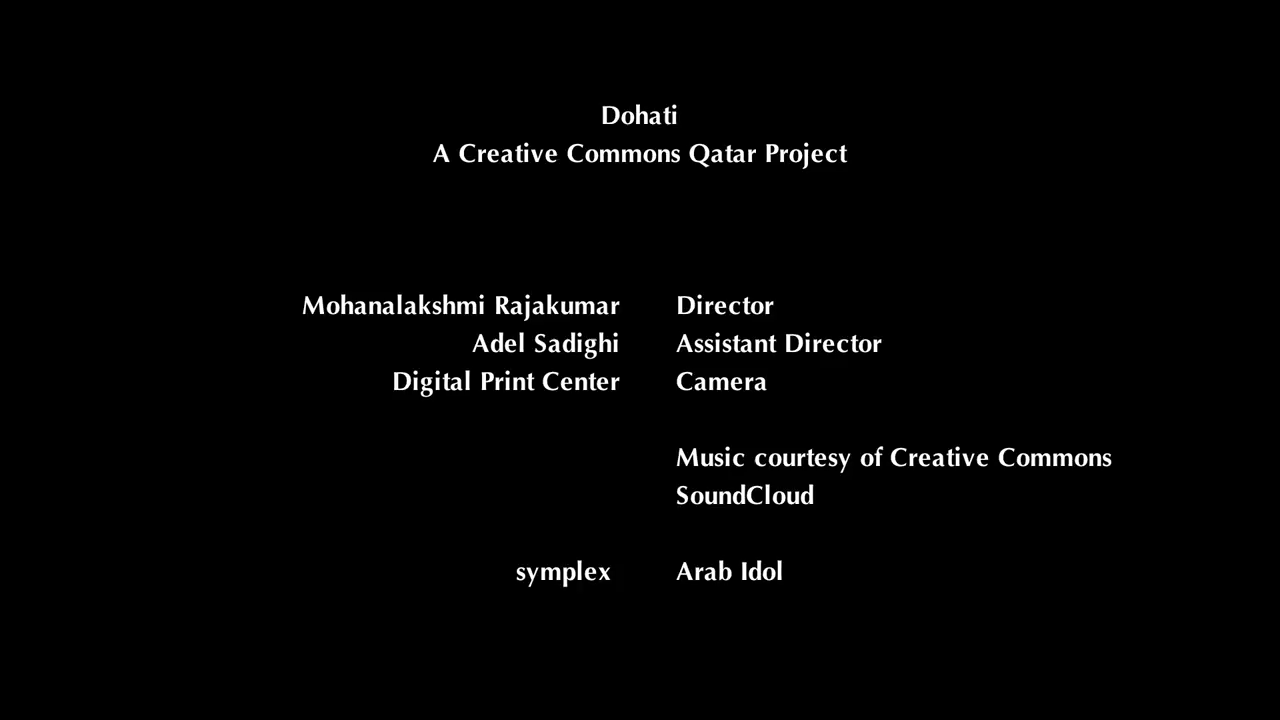 Dohati
A Creative Commons Qatar Project
Mohanalakshmi Rajakumar Director
Adel Sadighi Assistant Director
Digital Print Center Camera
Music courtesy of Creative Commons
SoundCloud
symplex Arab Idol